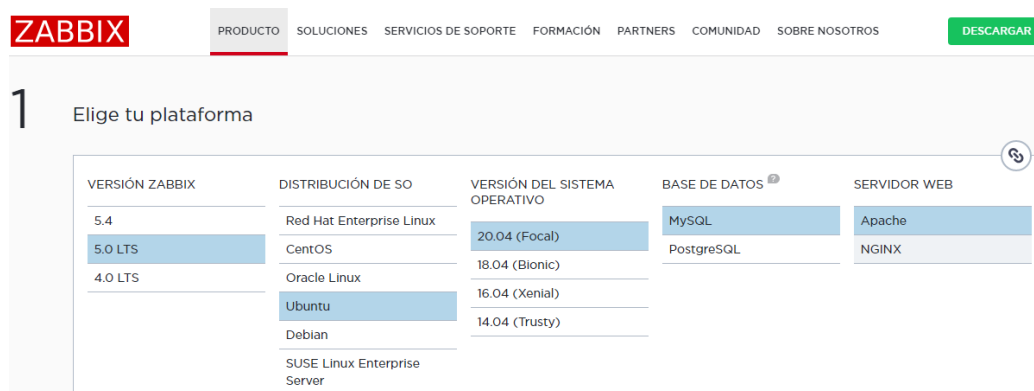 ZABBIX
PRODUCTO SOLUCIONES SERVICIOS DE SOPORTE FORMACIÓN PARTNERS COMUNIDAD SOBRE NOSOTROS DESCARGAR
1
Elige tu plataforma
VERSIÓN ZABBIX
5.4
5.0 LTS
4.0 LTS
DISTRIBUCIÓN DE SO
Red Hat Enterprise Linux
CentOS
Oracle Linux
Ubuntu
Debian
SUSE Linux Enterprise
Server
VERSIÓN DEL SISTEMA
OPERATIVO
20.04 (Focal)
18.04 (Bionic)
16.04 (Xenial)
14.04 (Trusty)
BASE DE DATOS ?
MySQL
PostgreSQL
SERVIDOR WEB
Apache
NGINX